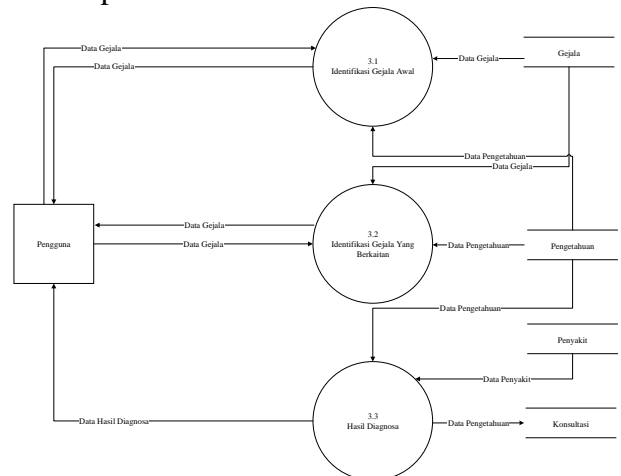 Data Gejala
Data Gejala
3.1
Identifikasi Gejala Awal
Data Gejala
Gejala
Data Pengetahuan
Data Gejala
Pengguna
Data Gejala
Data Gejala
3.2
Identifikasi Gejala Yang
Berkaitan
Data Pengetahuan
Pengetahuan
Data Pengetahuan
Penyakit
Data Penyakit
Data Hasil Diagnosa
3.3
Hasil Diagnosa
Data Pengetahuan
Konsultasi